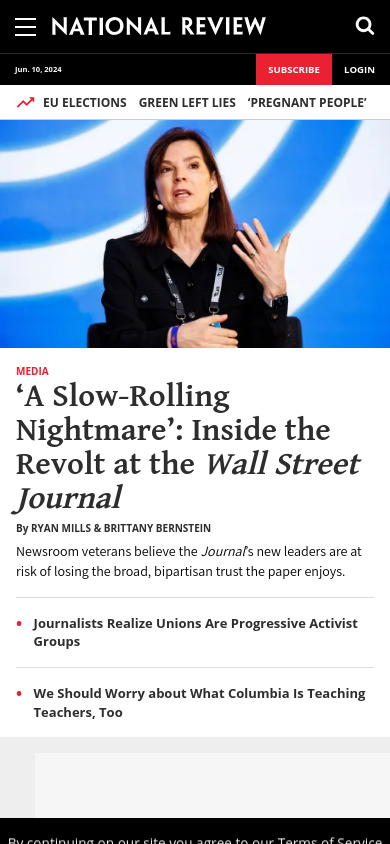 NATIONAL REVIEW
Jun. 10, 2024
SUBSCRIBE
LOGIN
EU ELECTIONS
GREEN LEFT LIES
‘PREGNANT PEOPLE’
MEDIA
‘A Slow-Rolling
Nightmare’: Inside the
Revolt at the Wall Street
Journal
By RYAN MILLS & BRITTANY BERNSTEIN
Newsroom veterans believe the Journal’s new leaders are at
risk of losing the broad, bipartisan trust the paper enjoys.
• Journalists Realize Unions Are Progressive Activist
Groups
• We Should Worry about What Columbia Is Teaching
Teachers, Too
By continuing on our site you agree to our Terms of Service